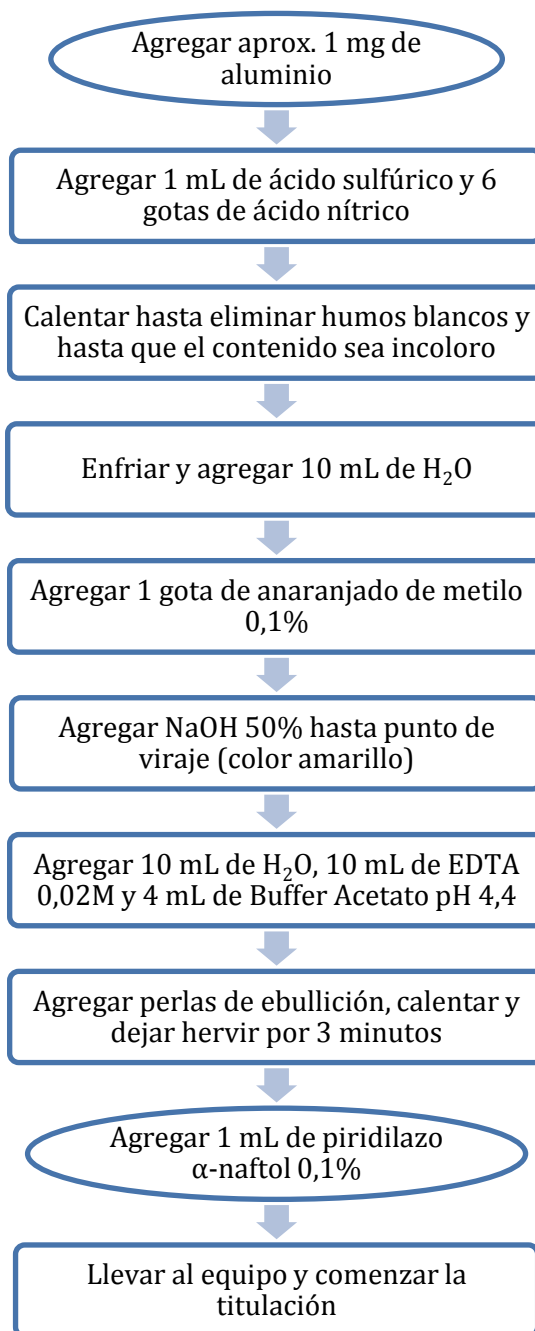 Agregar aprox. 1 mg de
aluminio
Agregar 1 mL de ácido sulfúrico y 6
gotas de ácido nítrico
Calentar hasta eliminar humos blancos y
hasta que el contenido sea incoloro
Enfriar y agregar 10 mL de H₂O
Agregar 1 gota de anaranjado de metilo
0,1%
Agregar NaOH 50% hasta punto de
viraje (color amarillo)
Agregar 10 mL de H₂O, 10 mL de EDTA
0,02M y 4 mL de Buffer Acetato pH 4,4
Agregar perlas de ebullición, calentar y
dejar hervir por 3 minutos
Agregar 1 mL de piridilazo
α-naftol 0,1%
Llevar al equipo y comenzar la
titulación